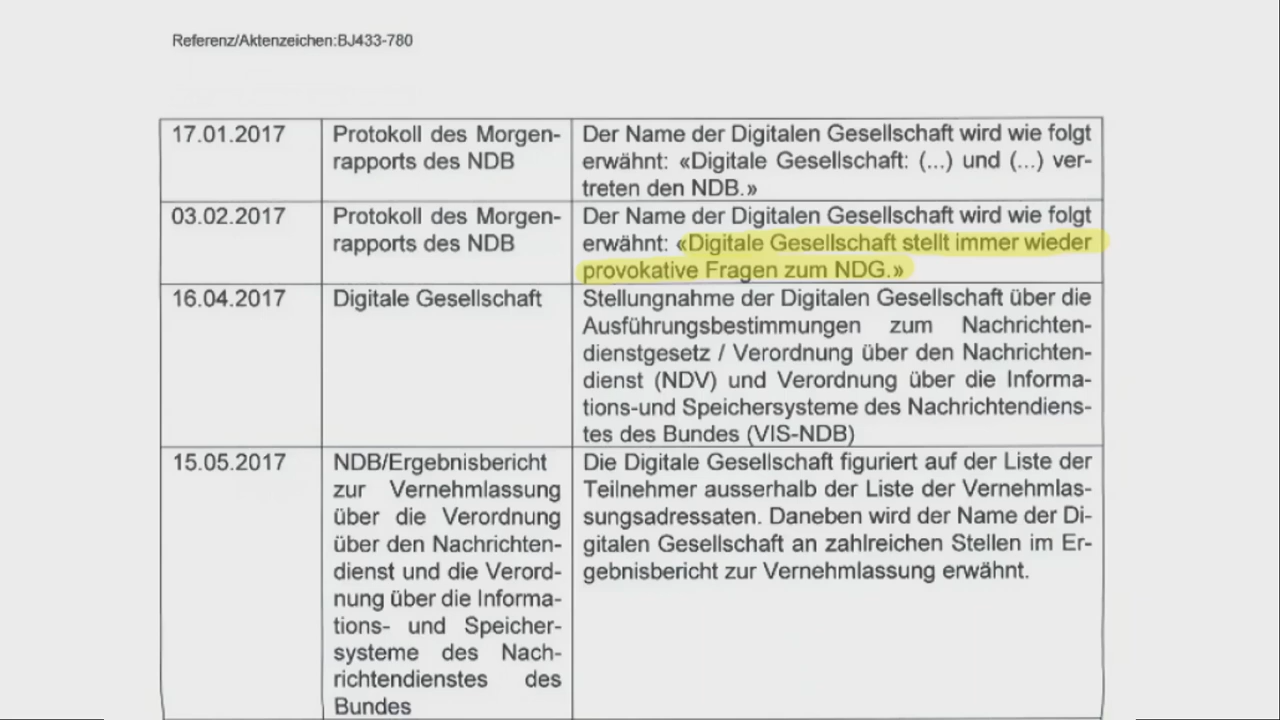 Referenz/Aktenzeichen:BJ433-780
17.01.2017
Protokoll des Morgen-
rapports des NDB
Der Name der Digitalen Gesellschaft wird wie folgt
erwähnt: «Digitale Gesellschaft: (...) und (...) ver-
treten den NDB.»
03.02.2017
Protokoll des Morgen-
rapports des NDB
Der Name der Digitalen Gesellschaft wird wie folgt
erwähnt: «Digitale Gesellschaft stellt immer wieder
provokative Fragen zum NDG.»
16.04.2017
Digitale Gesellschaft
Stellungnahme der Digitalen Gesellschaft über die
Ausführungsbestimmungen zum Nachrichten-
dienstgesetz / Verordnung über den Nachrichten-
dienst (NDV) und Verordnung über die Informa-
tions-und Speichersysteme des Nachrichtendiens-
tes des Bundes (VIS-NDB)
15.05.2017
NDB/Ergebnisbericht
zur Vernehmlassung
über die Verordnung
über den Nachrichten-
dienst und die Verord-
nung über die Informa-
tions- und Speicher-
systeme des Nach-
richtendienstes des
Bundes
Die Digitale Gesellschaft figuriert auf der Liste der
Teilnehmer ausserhalb der Liste der Vernehmlas-
sungsadressaten. Daneben wird der Name der Di-
gitalen Gesellschaft an zahlreichen Stellen im Er-
gebnisbericht zur Vernehmlassung erwähnt.